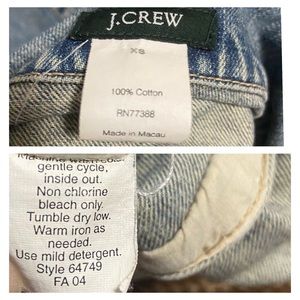 J.CREW
XS
100% Cotton
RN77388
Made in Macau
gentle cycle,
inside out.
Non chlorine
bleach only.
Tumble dry low.
Warm iron as
needed.
Use mild detergent.
Style 64749
FA 04